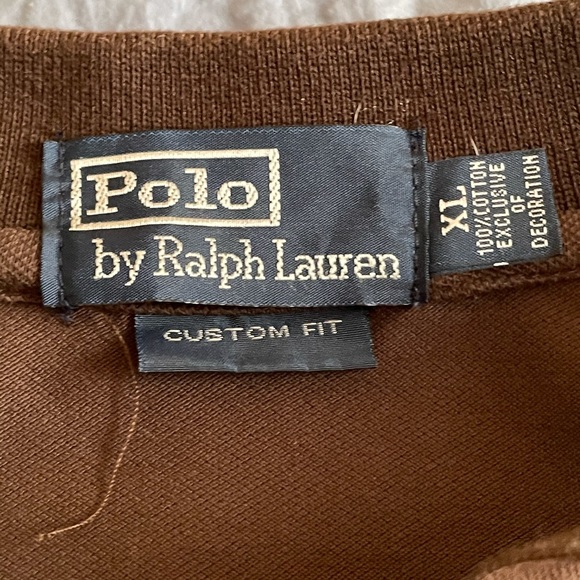 Polo
by Ralph Lauren
CUSTOM FIT
XL
100% COTTON
EXCLUSIVE
OF
DECORATION